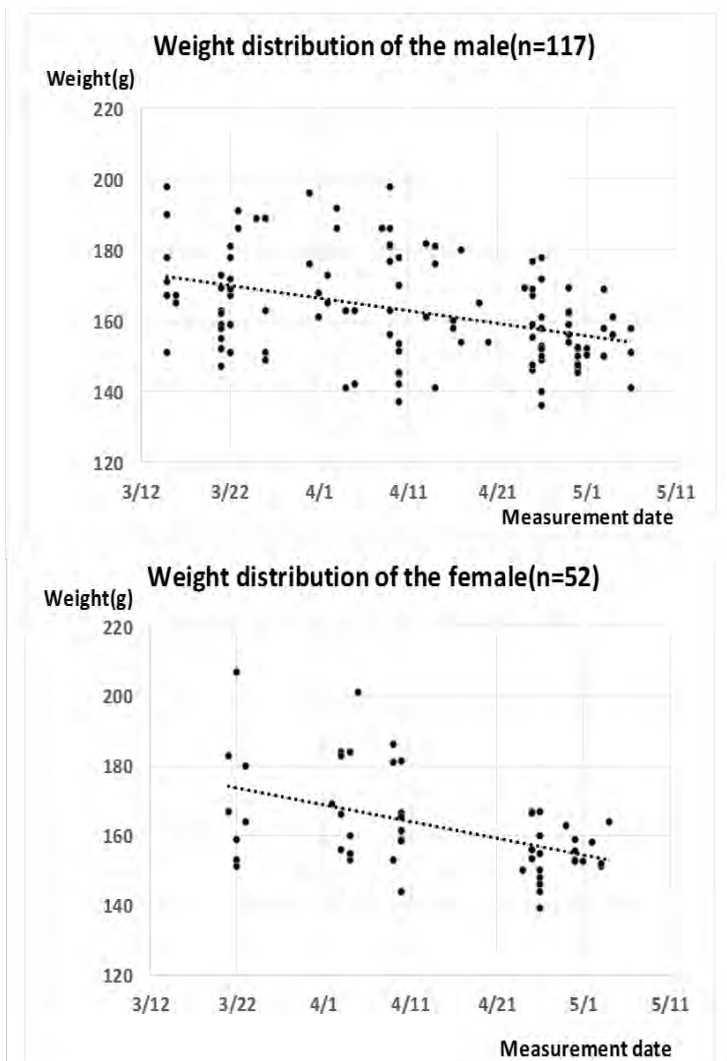 Weight distribution of the male(n=117)
Weight(g)
220
200
180
160
140
120
3/12 3/22 4/1 4/11 4/21 5/1 5/11
Measurement date
Weight distribution of the female(n=52)
Weight(g)
220
200
180
160
140
120
3/12 3/22 4/1 4/11 4/21 5/1 5/11
Measurement date